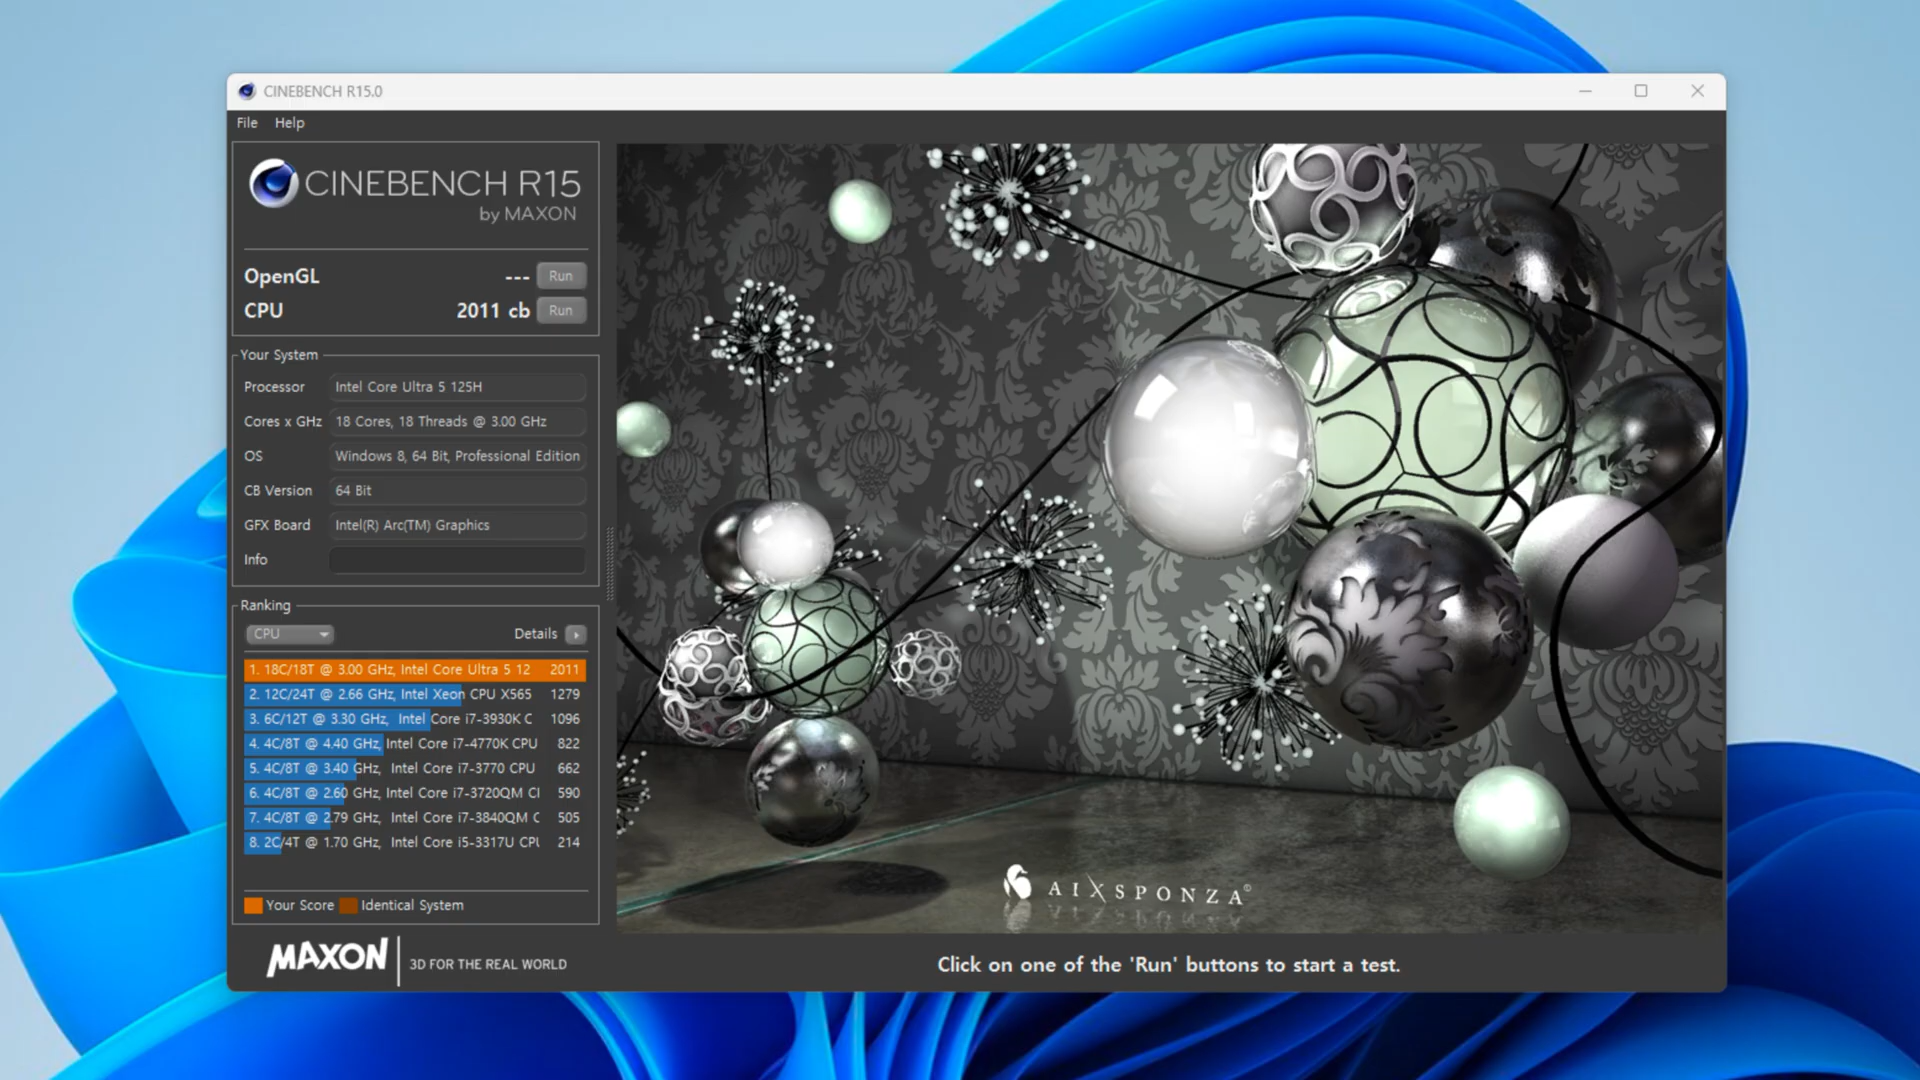 CINEBENCH R15.0
File Help
CINEBENCH R15
by MAXON
OpenGL --- Run
CPU 2011 cb Run
Your System
Processor Intel Core Ultra 5 125H
Cores x GHz 18 Cores, 18 Threads @ 3.00 GHz
OS Windows 8, 64 Bit, Professional Edition
CB Version 64 Bit
GFX Board Intel(R) Arc(TM) Graphics
Info
Ranking
CPU Details
1. 18C/18T @ 3.00 GHz, Intel Core Ultra 5 12 2011
2. 12C/24T @ 2.66 GHz, Intel Xeon CPU X565 1279
3. 6C/12T @ 3.30 GHz, Intel Core i7-3930K C 1096
4. 4C/8T @ 4.40 GHz, Intel Core i7-4770K CPU 822
5. 4C/8T @ 3.40 GHz, Intel Core i7-3770 CPU 662
6. 4C/8T @ 2.60 GHz, Intel Core i7-3720QM CI 590
7. 4C/8T @ 2.79 GHz, Intel Core i7-3840QM C 505
8. 2C/4T @ 1.70 GHz, Intel Core i5-3317U CPU 214
Your Score Identical System
MAXON 3D FOR THE REAL WORLD
AIXSPONZA©
Click on one of the 'Run' buttons to start a test.